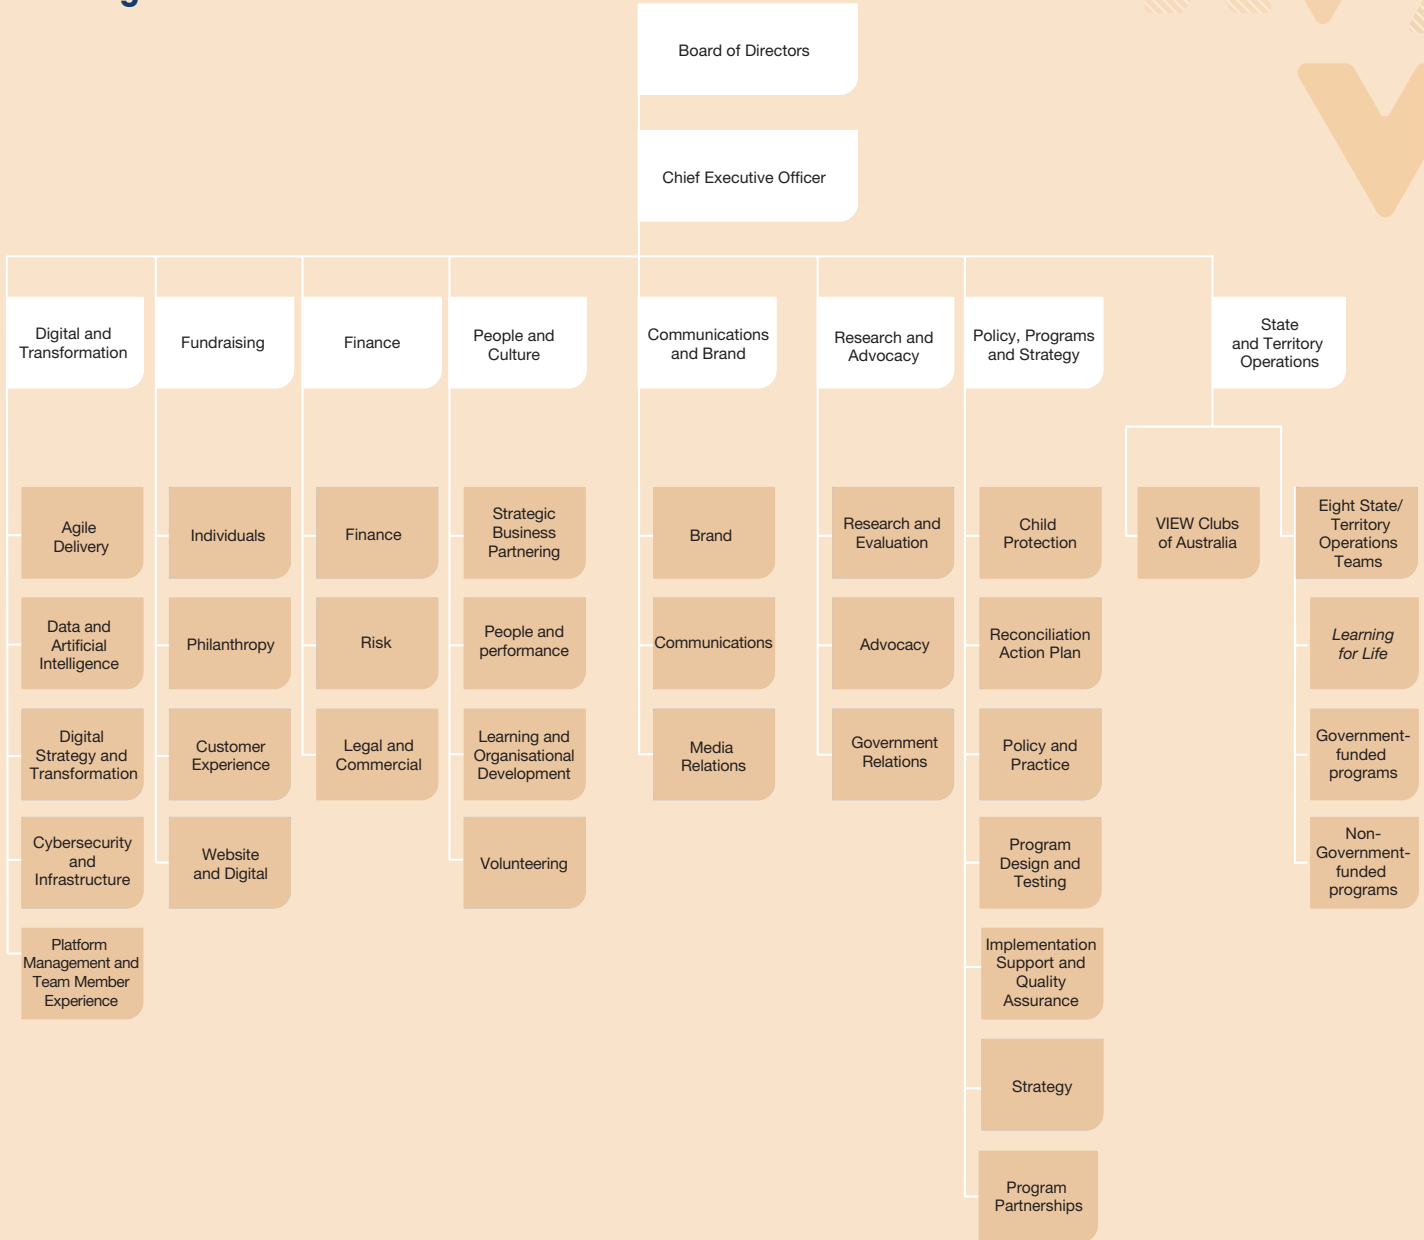 Board of Directors
Chief Executive Officer
Digital and
Transformation
Fundraising
Finance
People and
Culture
Communications
and Brand
Research and
Advocacy
Policy, Programs
and Strategy
State
and Territory
Operations
Agile
Delivery
Individuals
Finance
Strategic
Business
Partnering
Brand
Research and
Evaluation
Child
Protection
VIEW Clubs
of Australia
Eight State/
Territory
Operations
Teams
Data and
Artificial
Intelligence
Philanthropy
Risk
People and
performance
Communications
Advocacy
Reconciliation
Action Plan
Learning
for Life
Digital
Strategy and
Transformation
Customer
Experience
Legal and
Commercial
Learning and
Organisational
Development
Media
Relations
Government
Relations
Policy and
Practice
Government-
funded
programs
Cybersecurity
and
Infrastructure
Website
and Digital
Volunteering
Program
Design and
Testing
Non-
Government-
funded
programs
Platform
Management and
Team Member
Experience
Implementation
Support and
Quality
Assurance
Strategy
Program
Partnerships